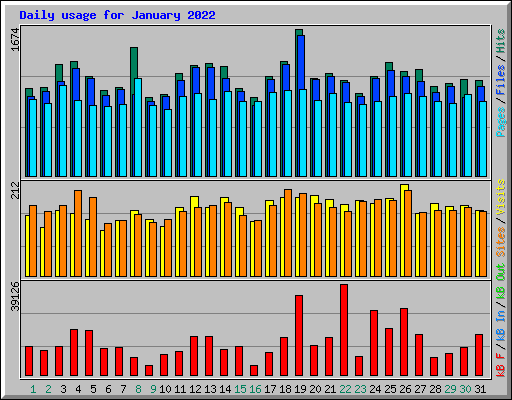 Daily usage for January 2022
1674
Pages / Files / Hits
212
kB F / kB In / kB Out Sites / Visits
39126
1 2 3 4 5 6 7 8 9 10 11 12 13 14 15 16 17 18 19 20 21 22 23 24 25 26 27 28 29 30 31